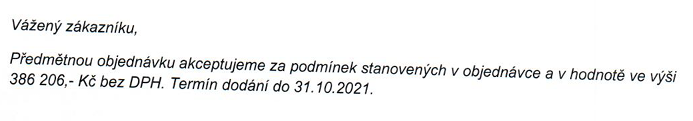 Vážený zákazníku,
Předmětnou objednávku akceptujeme za podmínek stanovených v objednávce a v hodnotě ve výši
386 206,- Kč bez DPH. Termín dodání do 31.10.2021.